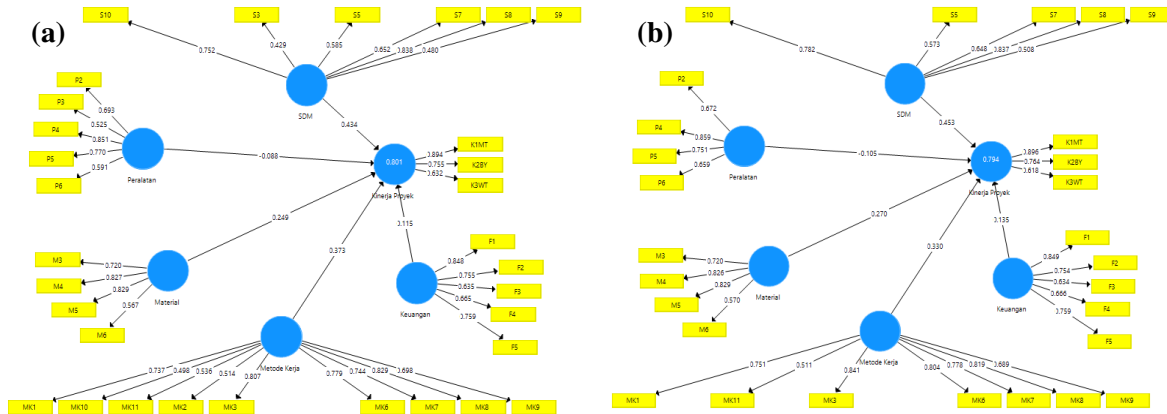 (a)
S10
S3
S5
S7
S8
S9
0.752
0.429
0.585
0.652
0.838
0.480
SDM
0.434
P2
P3
P4
P5
P6
0.693
0.525
0.851
0.770
0.591
Peralatan
-0.088
0.801
Kinerja Proyek
0.894
0.755
0.632
K1MT
K2BY
K3WT
0.249
0.373
0.115
M3
M4
M5
M6
0.720
0.827
0.829
0.567
Material
F1
F2
F3
F4
F5
0.848
0.755
0.635
0.665
0.759
Keuangan
Metode Kerja
0.737
0.498
0.536
0.514
0.807
0.779
0.744
0.829
0.698
MK1
MK10
MK11
MK2
MK3
MK6
MK7
MK8
MK9
(b)
S10
S5
S7
S8
S9
0.782
0.573
0.648
0.837
0.508
SDM
0.453
P2
P4
P5
P6
0.672
0.859
0.751
0.659
Peralatan
-0.105
0.794
Kinerja Proyek
0.896
0.764
0.618
K1MT
K2BY
K3WT
0.270
0.330
0.135
M3
M4
M5
M6
0.720
0.826
0.829
0.570
Material
F1
F2
F3
F4
F5
0.849
0.754
0.634
0.666
0.759
Keuangan
Metode Kerja
0.751
0.511
0.841
0.804
0.778
0.819
0.689
MK1
MK11
MK3
MK6
MK7
MK8
MK9